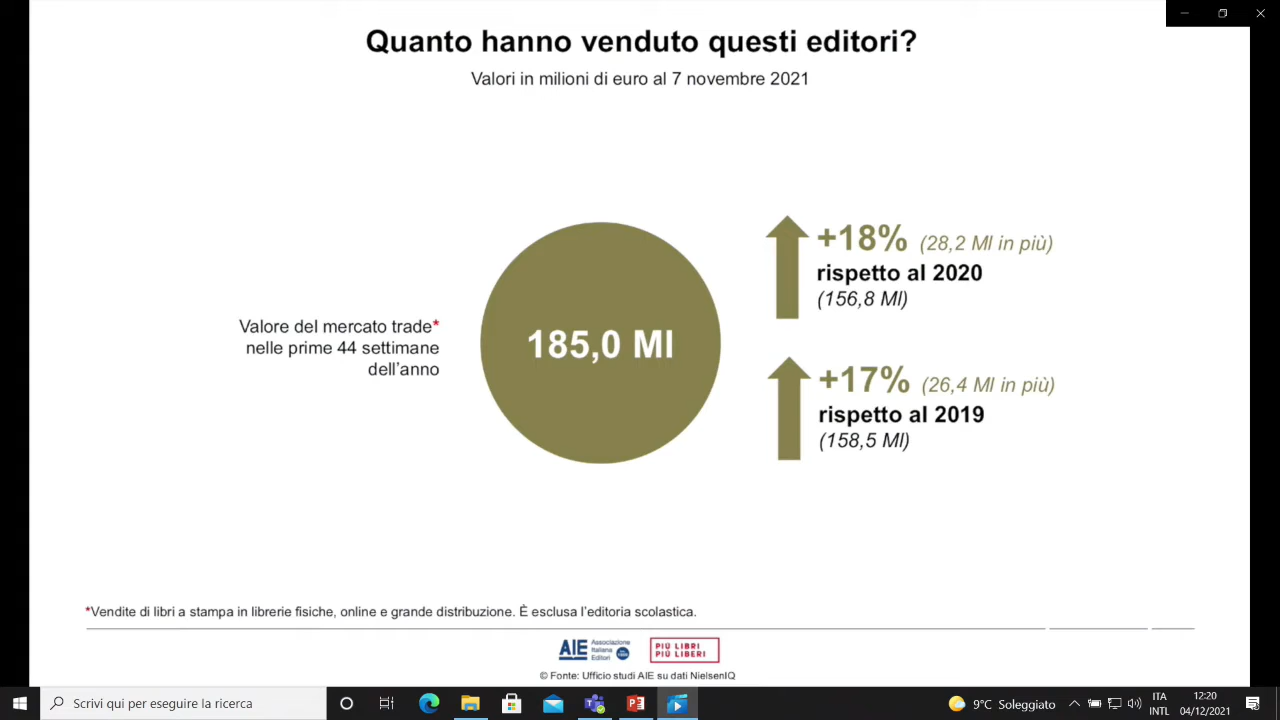 Quanto hanno venduto questi editori?
Valori in milioni di euro al 7 novembre 2021
+18% (28,2 Ml in più)
rispetto al 2020
(156,8 Ml)
Valore del mercato trade*
nelle prime 44 settimane
dell'anno
185,0 Ml
+17% (26,4 Ml in più)
rispetto al 2019
(158,5 Ml)
*Vendite di libri a stampa in librerie fisiche, online e grande distribuzione. È esclusa l'editoria scolastica.
AIE Associazione
Italiana
Editori
PIÙ LIBRI
PIÙ LIBERI
© Fonte: Ufficio studi AIE su dati NielsenIQ
Scrivi qui per eseguire la ricerca
9°C Soleggiato
ITA
INTL
12:20
04/12/2021